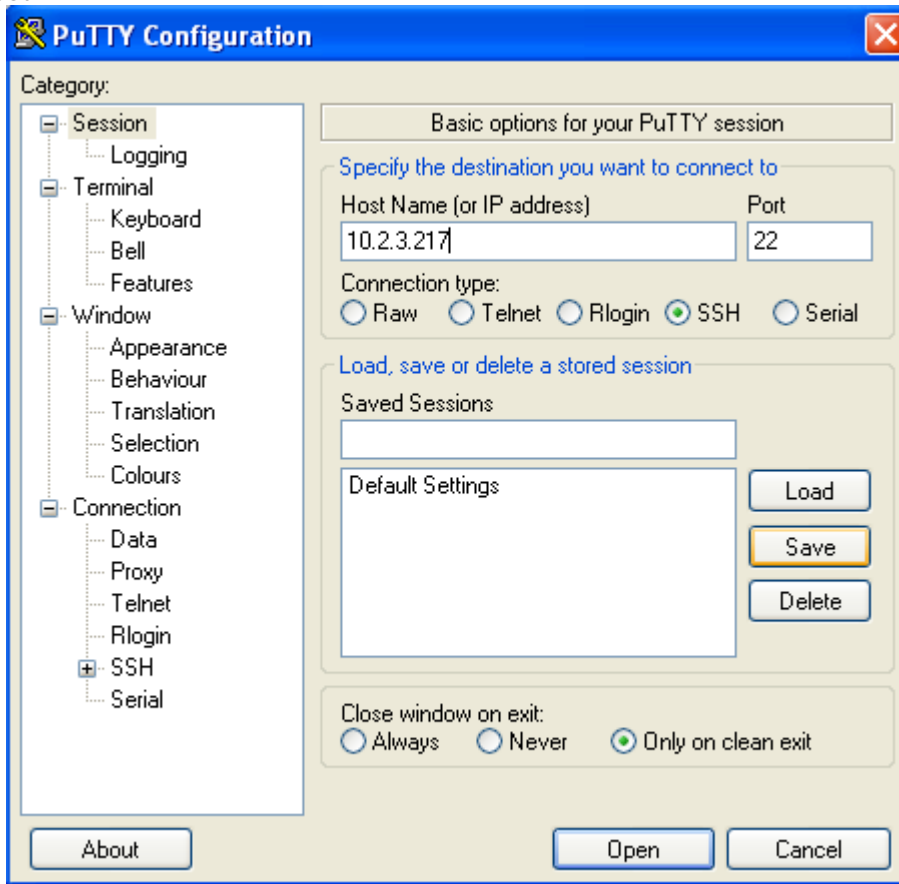 PuTTY Configuration
Category:
Session
Logging
Terminal
Keyboard
Bell
Features
Window
Appearance
Behaviour
Translation
Selection
Colours
Connection
Data
Proxy
Telnet
Rlogin
SSH
Serial
Basic options for your PuTTY session
Specify the destination you want to connect to
Host Name (or IP address) Port
10.2.3.217 22
Connection type:
Raw Telnet Rlogin SSH Serial
Load, save or delete a stored session
Saved Sessions
Default Settings
Load
Save
Delete
Close window on exit:
Always Never Only on clean exit
About Open Cancel